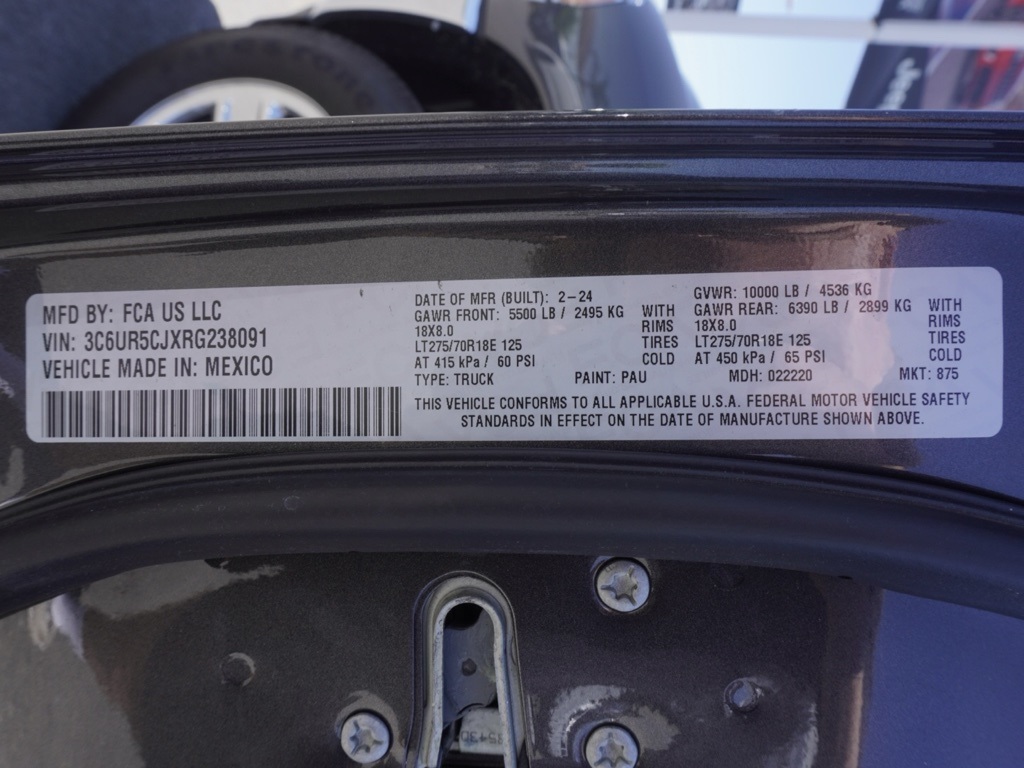 Jeep
MFD BY: FCA US LLC
VIN: 3C6UR5CJXRG238091
VEHICLE MADE IN: MEXICO
DATE OF MFR (BUILT): 2-24
GAWR FRONT: 5500 LB / 2495 KG WITH
18X8.0 RIMS
LT275/70R18E 125 TIRES
AT 415 kPa / 60 PSI COLD
GVWR: 10000 LB / 4536 KG
GAWR REAR: 6390 LB / 2899 KG WITH
18X8.0 RIMS
LT275/70R18E 125 TIRES
AT 450 kPa / 65 PSI COLD
TYPE: TRUCK PAINT: PAU MDH: 022220 MKT: 875
THIS VEHICLE CONFORMS TO ALL APPLICABLE U.S.A. FEDERAL MOTOR VEHICLE SAFETY
STANDARDS IN EFFECT ON THE DATE OF MANUFACTURE SHOWN ABOVE.